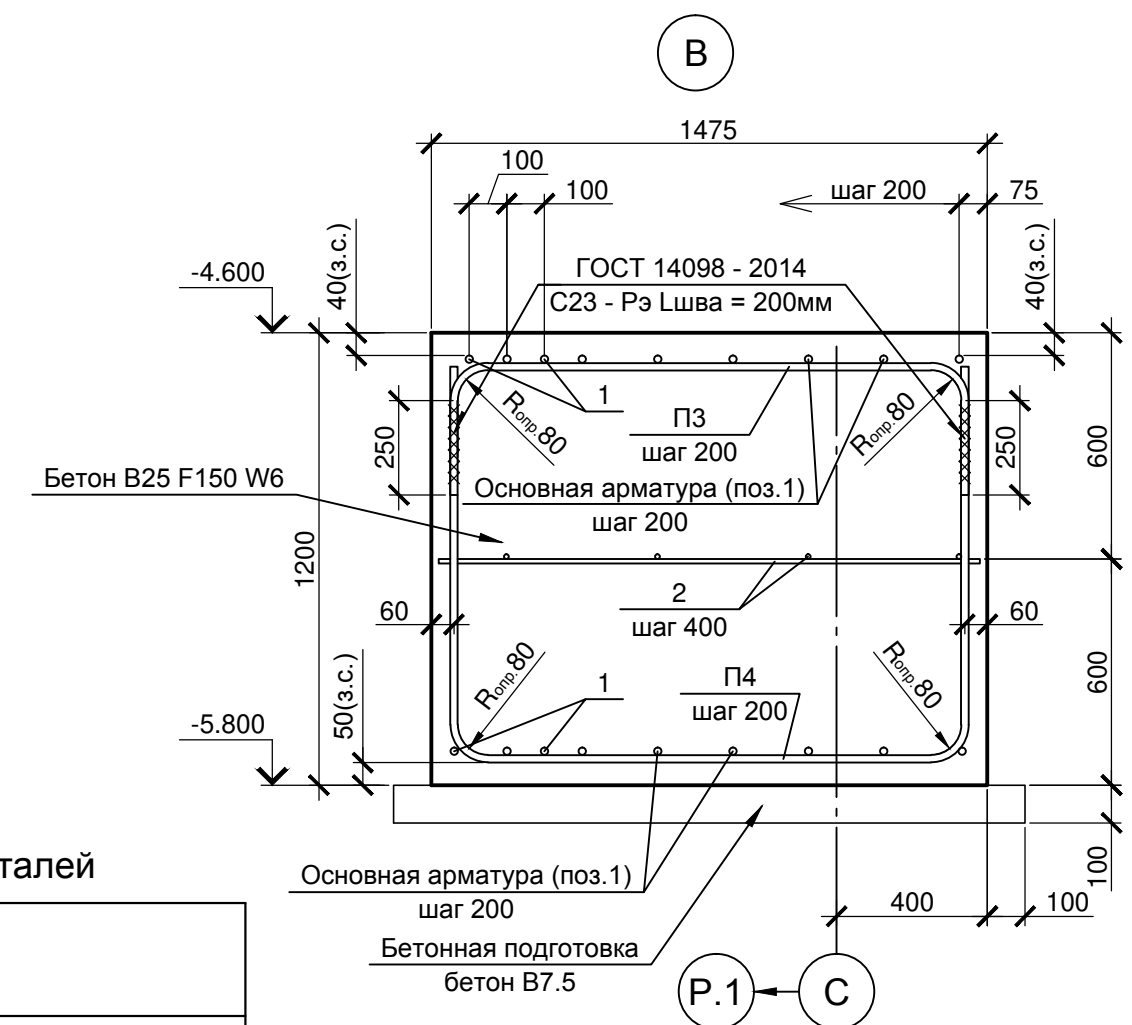 В
1475
100
100
шаг 200
75
40(з.с.)
40(з.с.)
-4.600
ГОСТ 14098 - 2014
С23 - Рэ Lшва = 200мм
1
Rопр.80
Rопр.80
П3
шаг 200
250
250
600
Бетон В25 F150 W6
Основная арматура (поз.1)
шаг 200
1200
2
шаг 400
60
60
Rопр.80
Rопр.80
1
П4
шаг 200
600
50(з.с.)
-5.800
талей
Основная арматура (поз.1)
шаг 200
400
100
100
Бетонная подготовка
бетон В7.5
Р.1
С